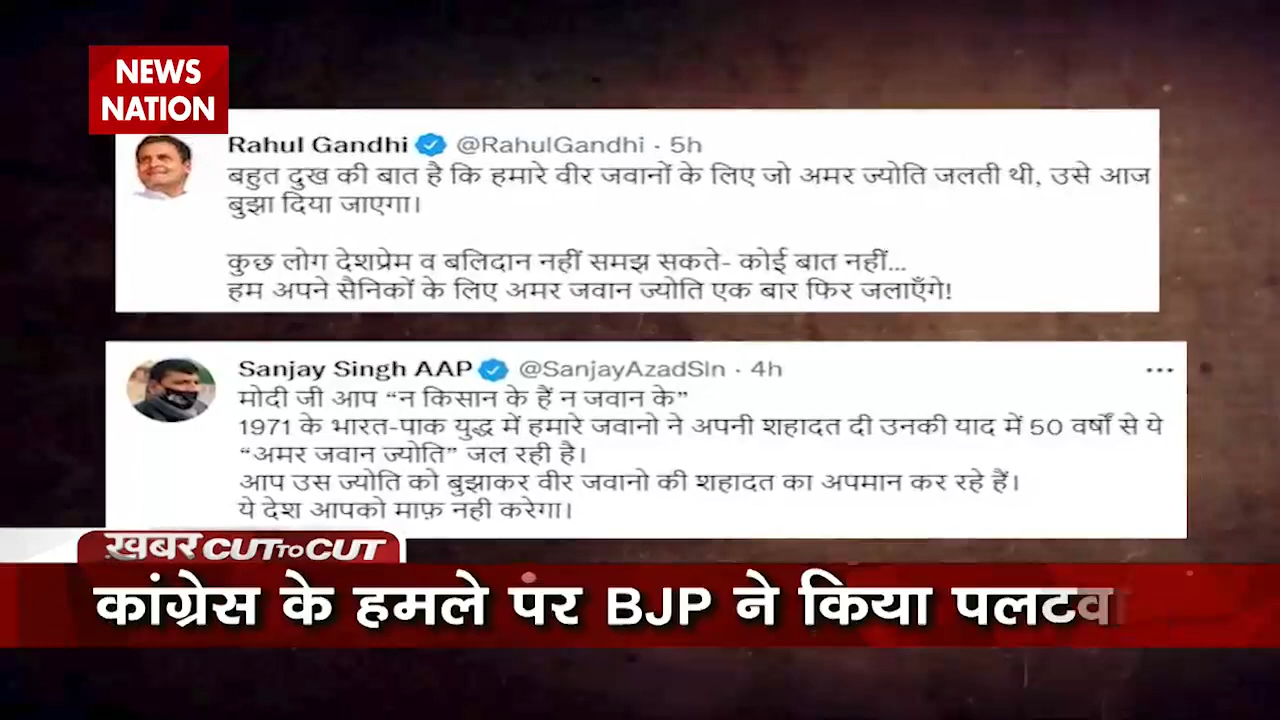 NEWS
NATION
Rahul Gandhi @RahulGandhi · 5h
बहुत दुख की बात है कि हमारे वीर जवानों के लिए जो अमर ज्योति जलती थी, उसे आज
बुझा दिया जाएगा।
कुछ लोग देशप्रेम व बलिदान नहीं समझ सकते- कोई बात नहीं...
हम अपने सैनिकों के लिए अमर जवान ज्योति एक बार फिर जलाएँगे!
Sanjay Singh AAP @SanjayAzadSln · 4h
मोदी जी आप “न किसान के हैं न जवान के”
1971 के भारत-पाक युद्ध में हमारे जवानो ने अपनी शहादत दी उनकी याद में 50 वर्षों से ये
“अमर जवान ज्योति” जल रही है।
आप उस ज्योति को बुझाकर वीर जवानो की शहादत का अपमान कर रहे हैं।
ये देश आपको माफ़ नही करेगा।
ख़बर CUT TO CUT
कांग्रेस के हमले पर BJP ने किया पलटवा